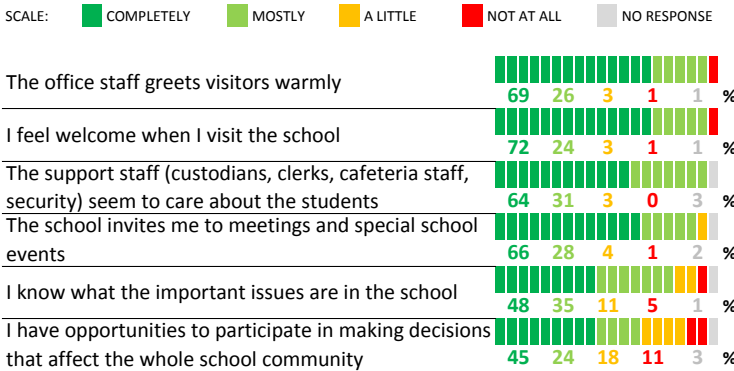 SCALE: COMPLETELY MOSTLY A LITTLE NOT AT ALL NO RESPONSE
The office staff greets visitors warmly
69 26 3 1 1 %
I feel welcome when I visit the school
72 24 3 1 1 %
The support staff (custodians, clerks, cafeteria staff,
security) seem to care about the students
64 31 3 0 3 %
The school invites me to meetings and special school
events
66 28 4 1 2 %
I know what the important issues are in the school
48 35 11 5 1 %
I have opportunities to participate in making decisions
that affect the whole school community
45 24 18 11 3 %